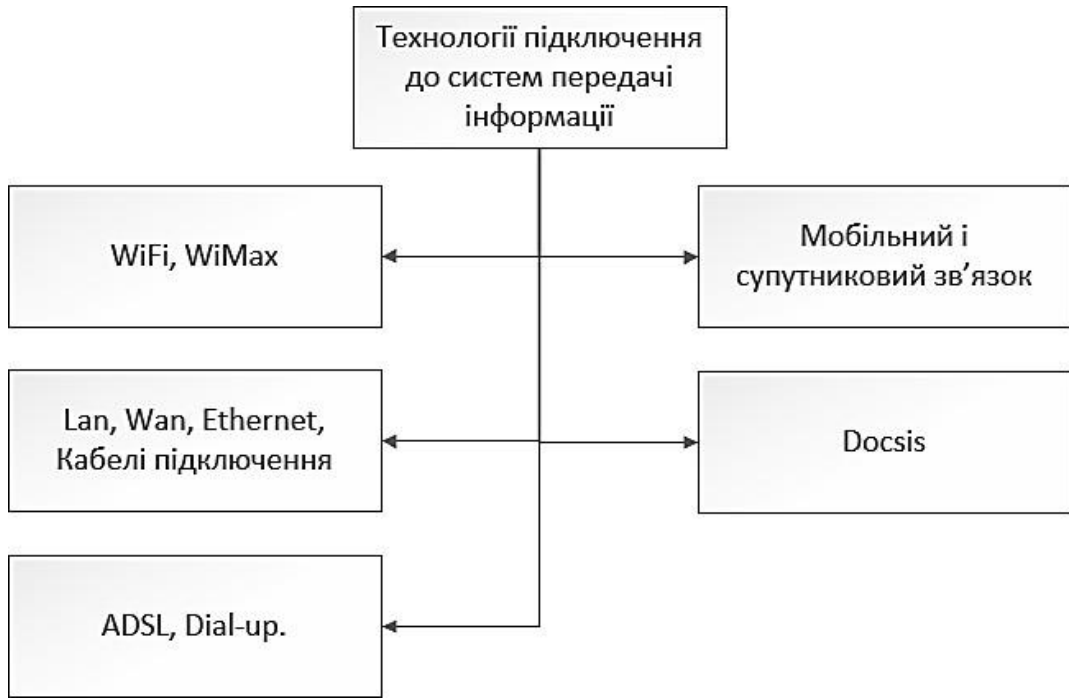 Технології підключення
до систем передачі
інформації
WiFi, WiMax
Мобільний і
супутниковий зв’язок
Lan, Wan, Ethernet,
Кабелі підключення
Docsis
ADSL, Dial-up.